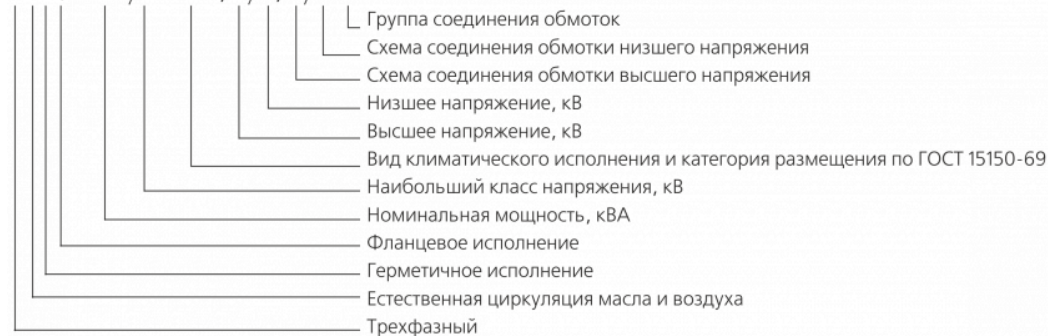 Группа соединения обмоток
Схема соединения обмотки низшего напряжения
Схема соединения обмотки высшего напряжения
Низшее напряжение, кВ
Высшее напряжение, кВ
Вид климатического исполнения и категория размещения по ГОСТ 15150-69
Наибольший класс напряжения, кВ
Номинальная мощность, кВА
Фланцевое исполнение
Герметичное исполнение
Естественная циркуляция масла и воздуха
Трехфазный